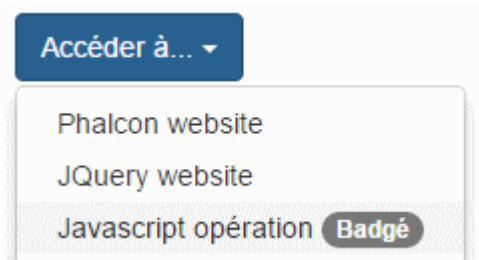 Accéder à...
Phalcon website
JQuery website
Javascript opération Badgé